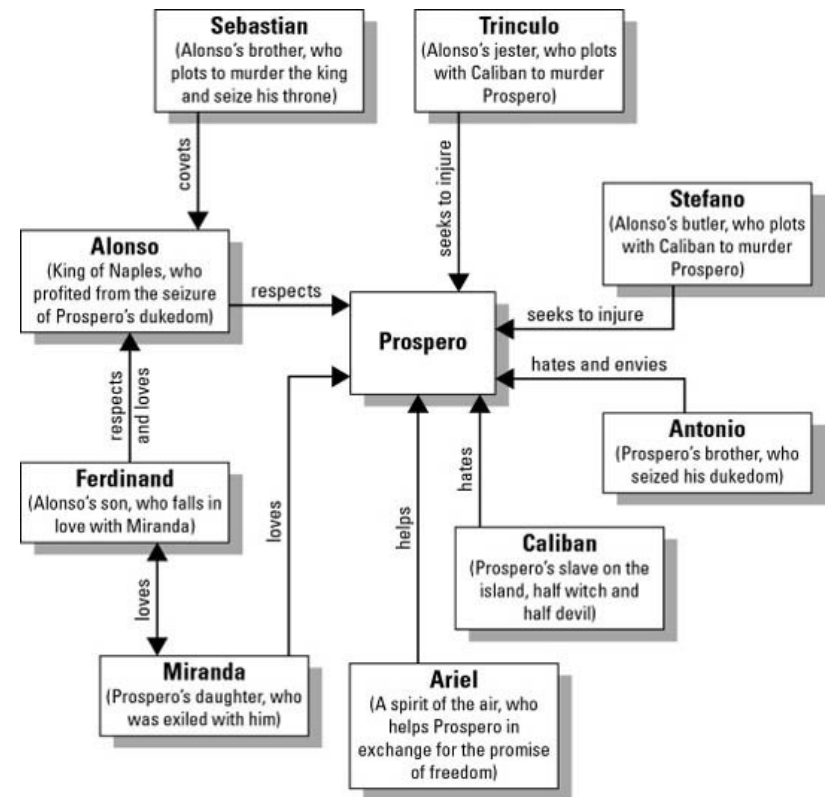 Sebastian
(Alonso's brother, who
plots to murder the king
and seize his throne)
Trinculo
(Alonso's jester, who plots
with Caliban to murder
Prospero)
covets
seeks to injure
Stefano
(Alonso's butler, who plots
with Caliban to murder
Prospero)
Alonso
(King of Naples, who
profited from the seizure
of Prospero's dukedom)
respects
Prospero
seeks to injure
hates and envies
respects
and loves
Antonio
(Prospero's brother, who
seized his dukedom)
Ferdinand
(Alonso's son, who falls in
love with Miranda)
loves
helps
hates
Caliban
(Prospero's slave on the
island, half witch and
half devil)
loves
Miranda
(Prospero's daughter, who
was exiled with him)
Ariel
(A spirit of the air, who
helps Prospero in
exchange for the promise
of freedom)